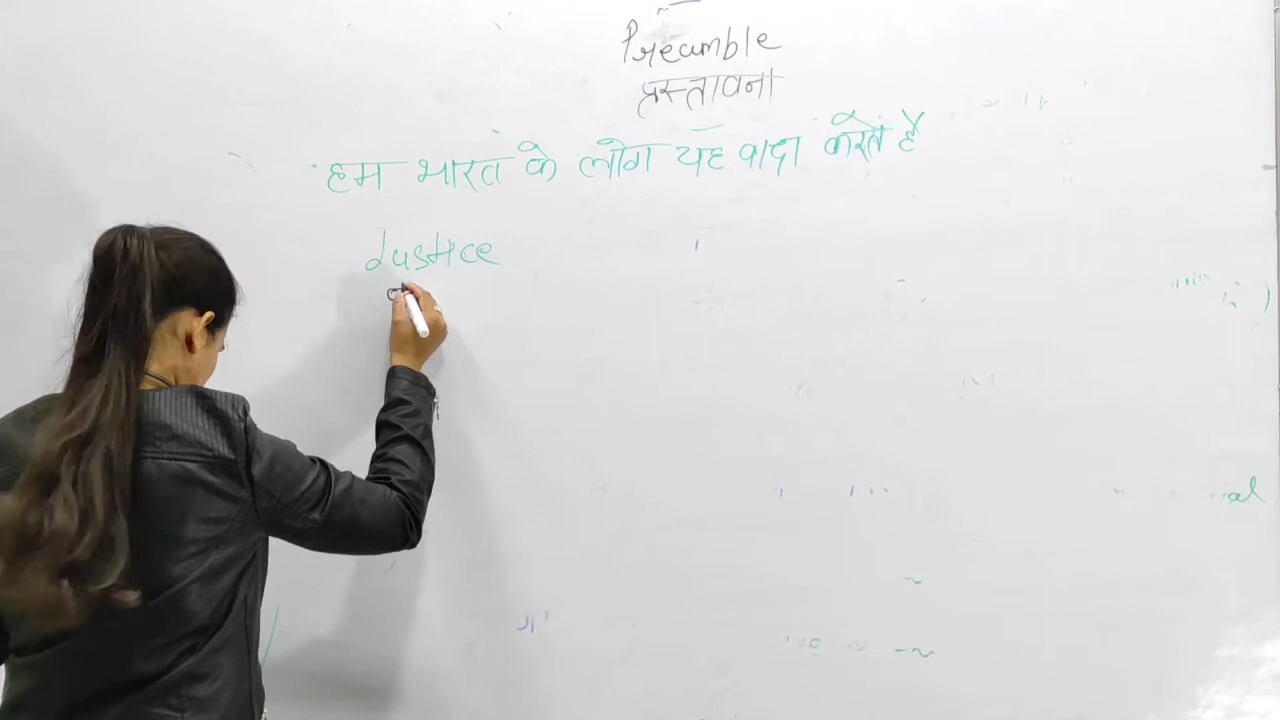 Preamble
प्रस्तावना
हम भारत के लोग यह वादा करते है
Justice